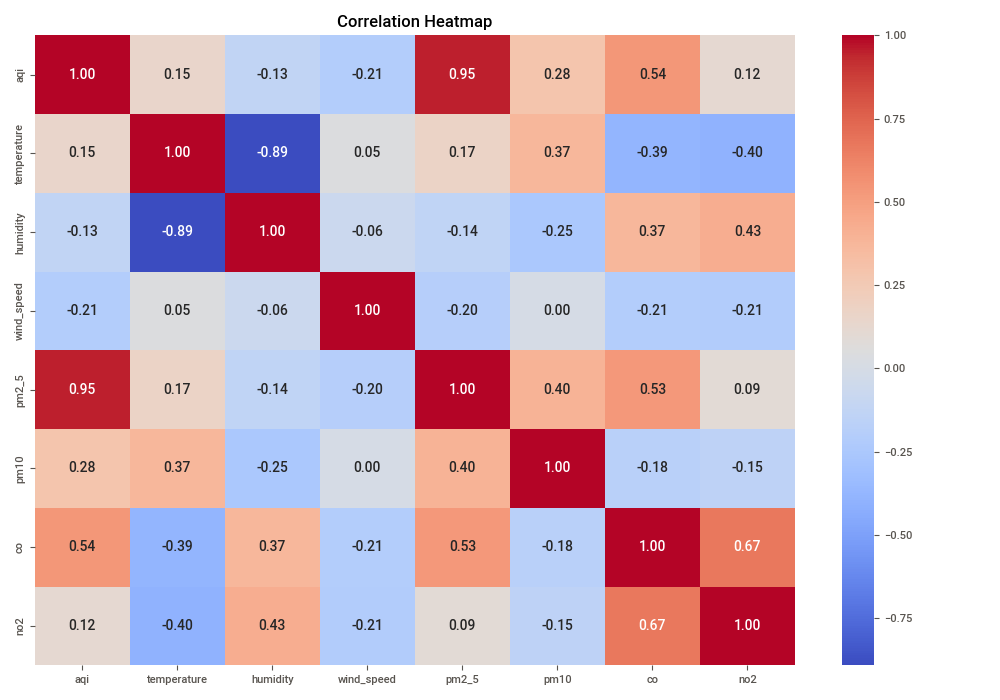 Correlation Heatmap
aqi 1.00 0.15 -0.13 -0.21 0.95 0.28 0.54 0.12
temperature 0.15 1.00 -0.89 0.05 0.17 0.37 -0.39 -0.40
humidity -0.13 -0.89 1.00 -0.06 -0.14 -0.25 0.37 0.43
wind_speed -0.21 0.05 -0.06 1.00 -0.20 0.00 -0.21 -0.21
pm2_5 0.95 0.17 -0.14 -0.20 1.00 0.40 0.53 0.09
pm10 0.28 0.37 -0.25 0.00 0.40 1.00 -0.18 -0.15
co 0.54 -0.39 0.37 -0.21 0.53 -0.18 1.00 0.67
no2 0.12 -0.40 0.43 -0.21 0.09 -0.15 0.67 1.00
aqi temperature humidity wind_speed pm2_5 pm10 co no2
1.00
0.75
0.50
0.25
0.00
−0.25
−0.50
−0.75